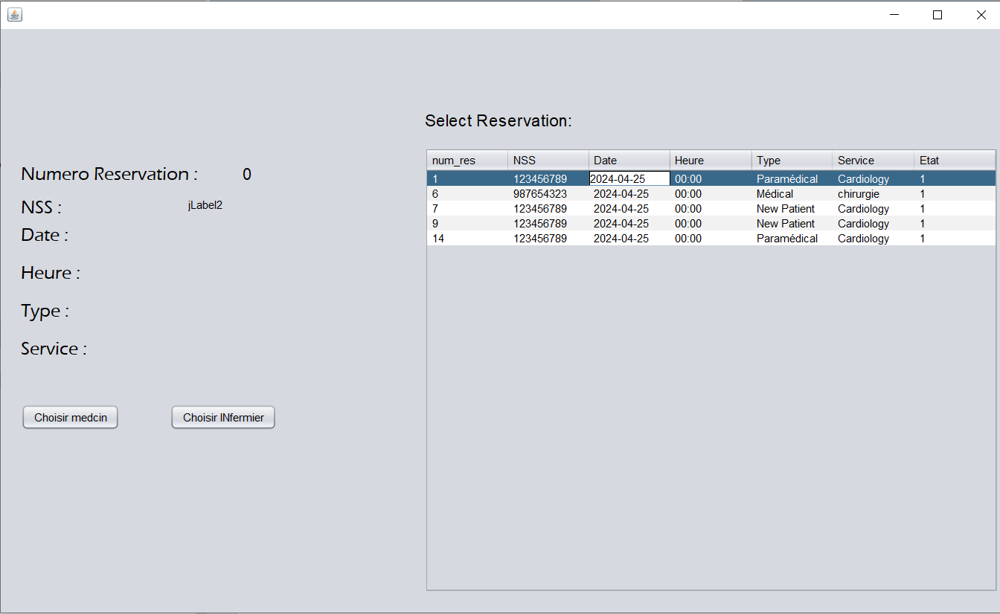 Select Reservation:
Numero Reservation : 0
NSS : jLabel2
Date :
Heure :
Type :
Service :
Choisir medcin Choisir INfermier
num_res NSS Date Heure Type Service Etat
1 123456789 2024-04-25 00:00 Paramédical Cardiology 1
6 987654323 2024-04-25 00:00 Médical chirurgie 1
7 123456789 2024-04-25 00:00 New Patient Cardiology 1
9 123456789 2024-04-25 00:00 New Patient Cardiology 1
14 123456789 2024-04-25 00:00 Paramédical Cardiology 1